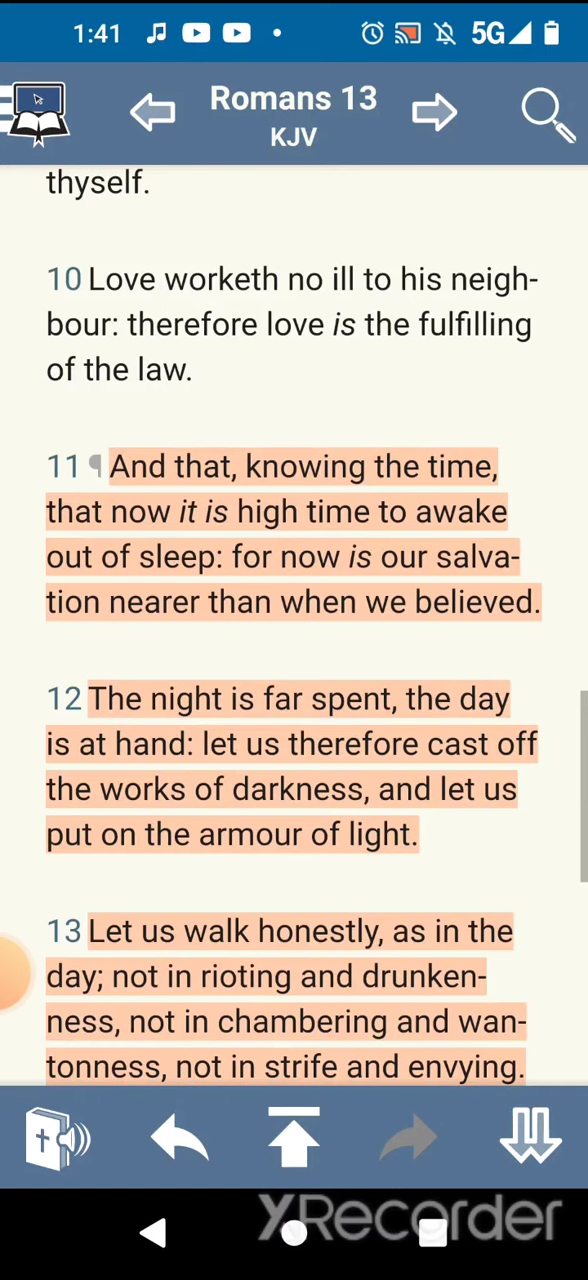 1:41
5G
Romans 13
KJV
thyself.
10 Love worketh no ill to his neigh-
bour: therefore love is the fulfilling
of the law.
11 ¶ And that, knowing the time,
that now it is high time to awake
out of sleep: for now is our salva-
tion nearer than when we believed.
12 The night is far spent, the day
is at hand: let us therefore cast off
the works of darkness, and let us
put on the armour of light.
13 Let us walk honestly, as in the
day; not in rioting and drunken-
ness, not in chambering and wan-
tonness, not in strife and envying.
XRecorder